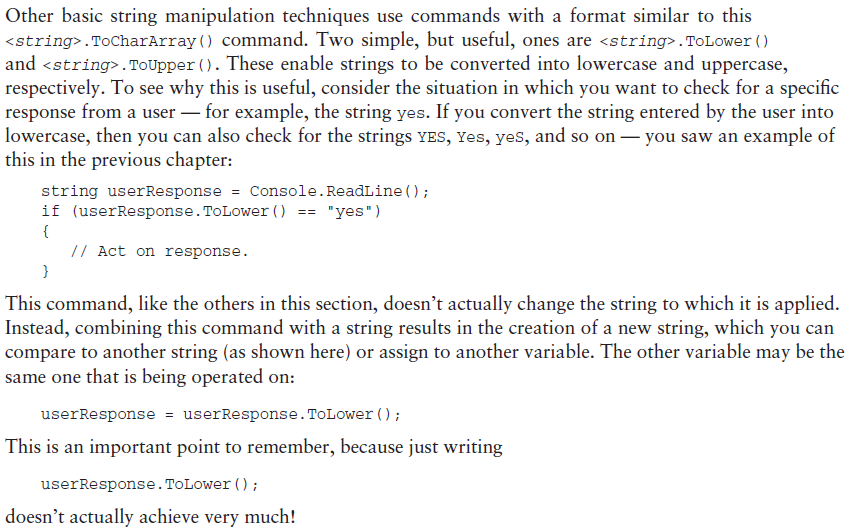 Other basic string manipulation techniques use commands with a format similar to this
<string>.ToCharArray() command. Two simple, but useful, ones are <string>.ToLower()
and <string>.ToUpper(). These enable strings to be converted into lowercase and uppercase,
respectively. To see why this is useful, consider the situation in which you want to check for a specific
response from a user — for example, the string yes. If you convert the string entered by the user into
lowercase, then you can also check for the strings YES, Yes, yeS, and so on — you saw an example of
this in the previous chapter:
string userResponse = Console.ReadLine();
if (userResponse.ToLower() == "yes")
{
// Act on response.
}
This command, like the others in this section, doesn't actually change the string to which it is applied.
Instead, combining this command with a string results in the creation of a new string, which you can
compare to another string (as shown here) or assign to another variable. The other variable may be the
same one that is being operated on:
userResponse = userResponse.ToLower();
This is an important point to remember, because just writing
userResponse.ToLower();
doesn't actually achieve very much!